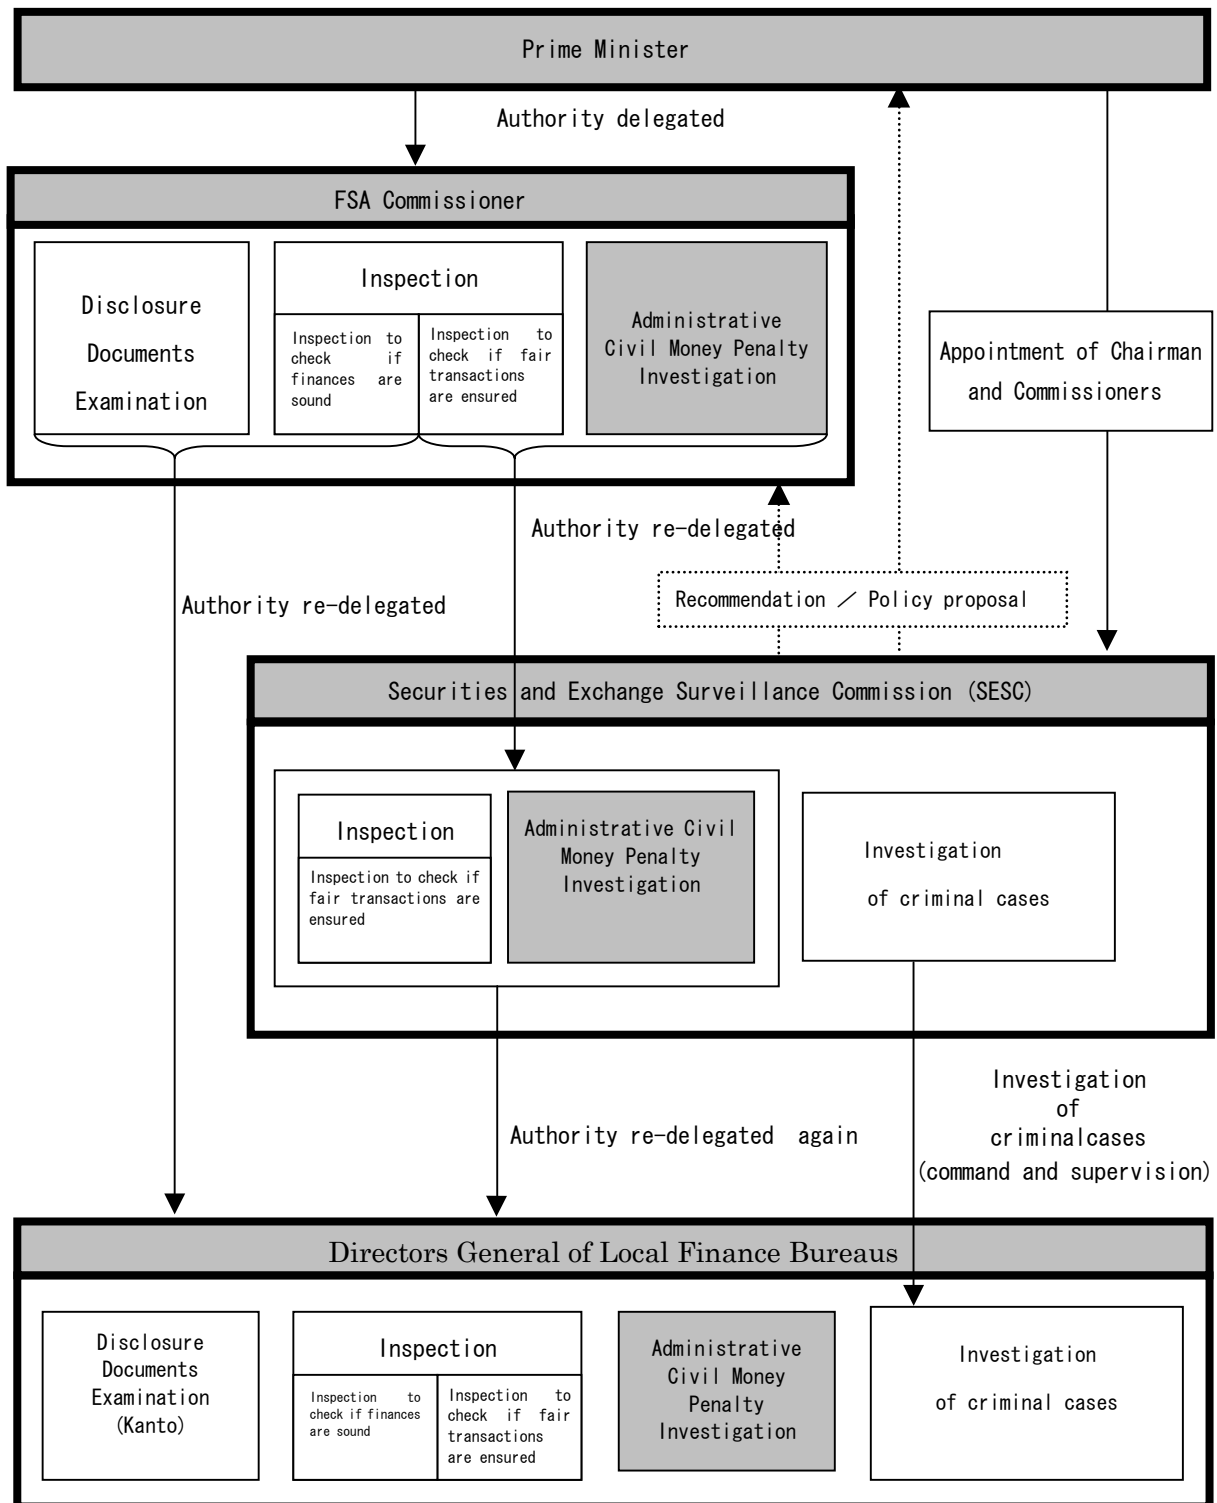 Prime Minister
Authority delegated
FSA Commissioner
Disclosure
Documents
Examination
Inspection
Inspection to
check if
finances are
sound
Inspection to
check if fair
transactions
are ensured
Administrative
Civil Money Penalty
Investigation
Appointment of Chairman
and Commissioners
Authority re-delegated
Authority re-delegated
Recommendation ／ Policy proposal
Securities and Exchange Surveillance Commission (SESC)
Inspection
Inspection to check if
fair transactions are
ensured
Administrative Civil
Money Penalty
Investigation
Investigation
of criminal cases
Investigation
of
criminalcases
(command and supervision)
Authority re-delegated again
Directors General of Local Finance Bureaus
Disclosure
Documents
Examination
(Kanto)
Inspection
Inspection to
check if finances
are sound
Inspection to
check if fair
transactions
are ensured
Administrative
Civil Money
Penalty
Investigation
Investigation
of criminal cases